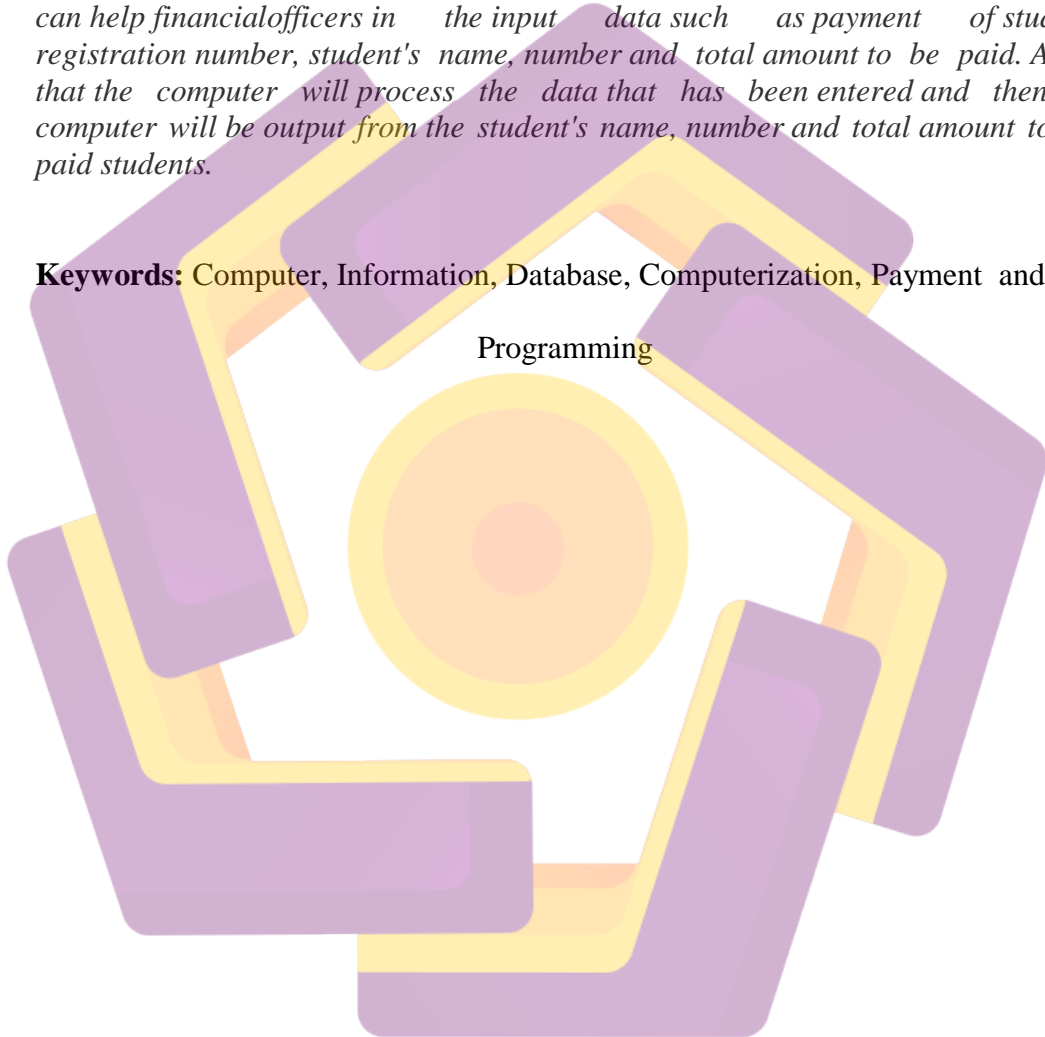 can help financialofficers in the input data such as payment of
registration number, student's name, number and total amount to be paid.
that the computer will process the data that has been entered and then
computer will be output from the student's name, number and total amount to
paid students.
Keywords: Computer, Information, Database, Computerization, Payment and
Programming